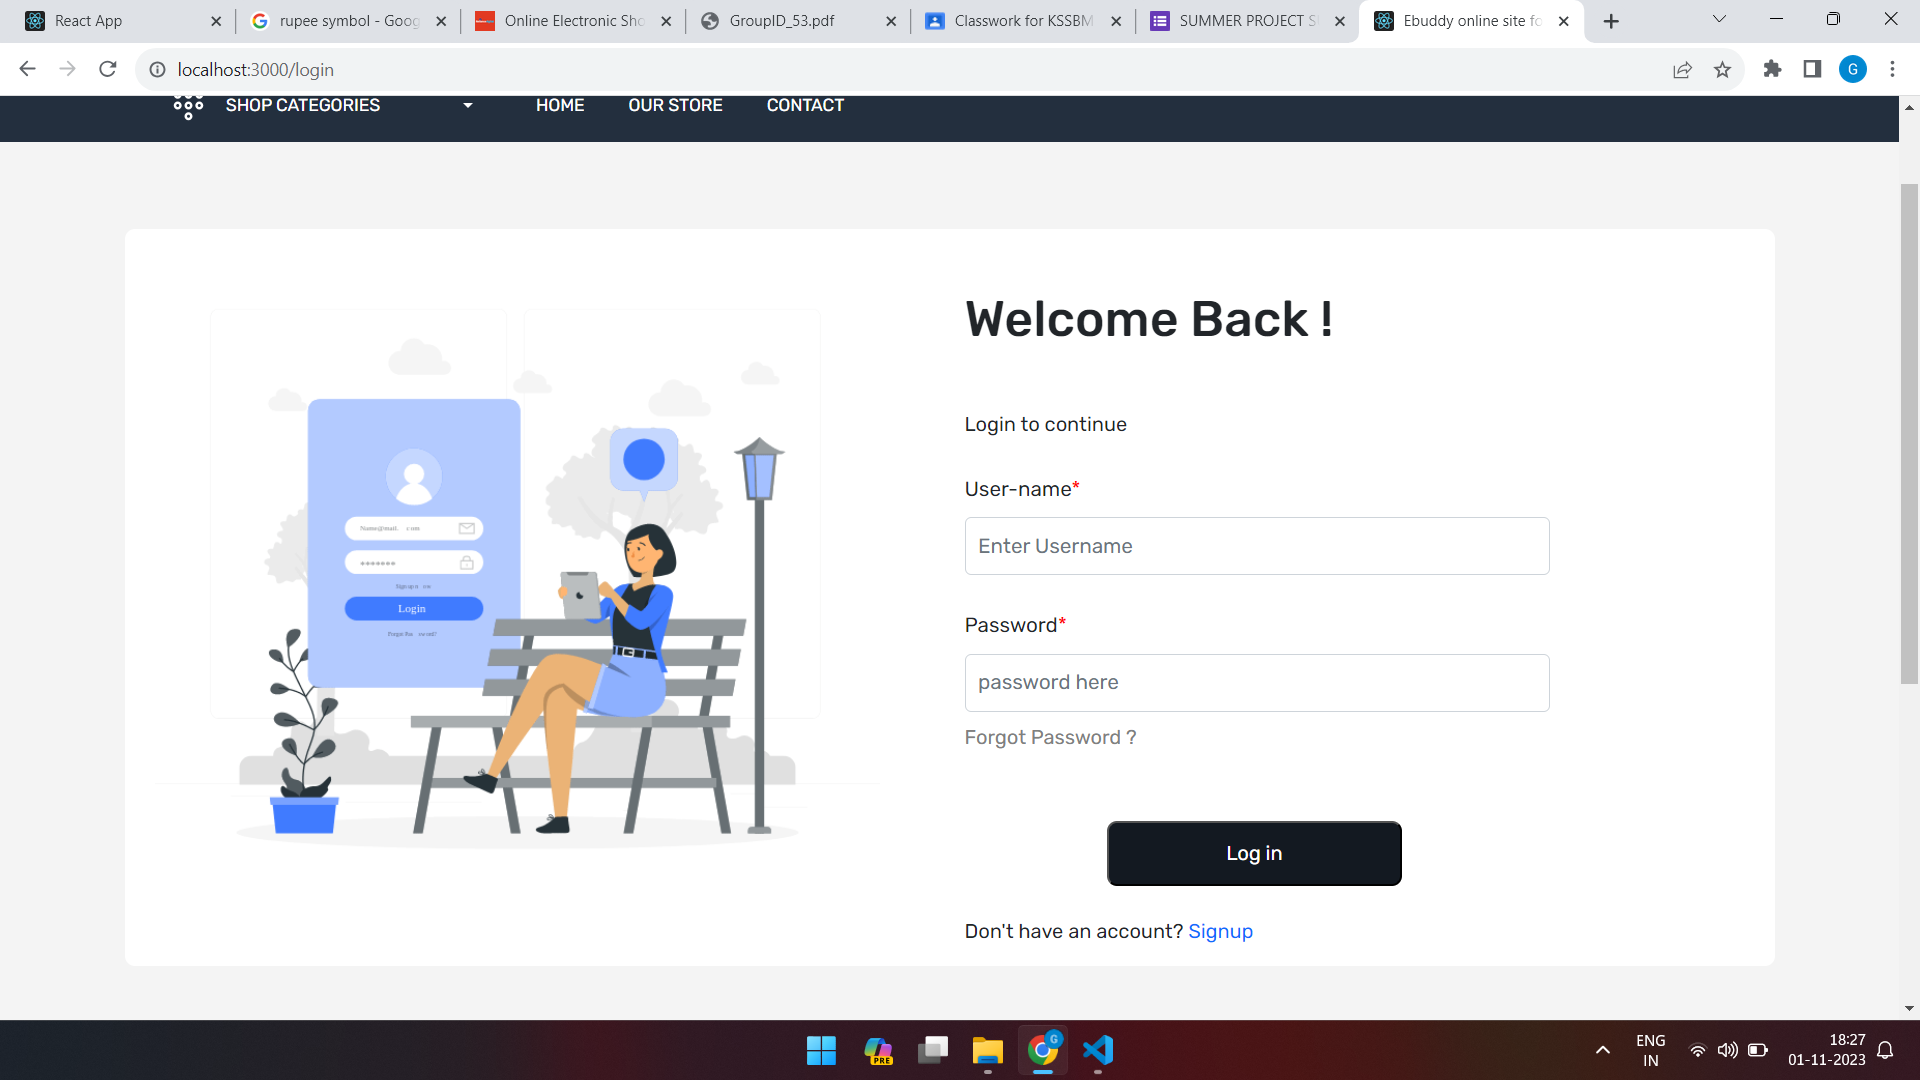 React App
rupee symbol - Goog
Online Electronic Sho
GroupID_53.pdf
Classwork for KSSBM
SUMMER PROJECT S
Ebuddy online site fo
localhost:3000/login
G
SHOP CATEGORIES
HOME
OUR STORE
CONTACT
Welcome Back !
Login to continue
User-name*
Enter Username
Password*
password here
Forgot Password ?
Log in
Don't have an account? Signup
Name@mail. com
*******
Login
G
PRE
G
ENG
IN
18:27
01-11-2023